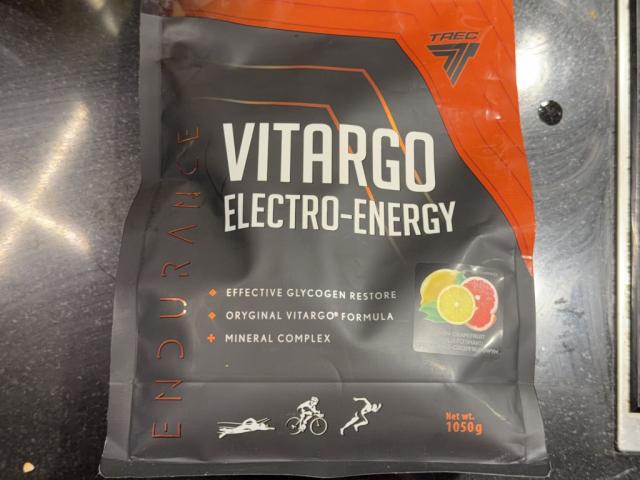 TREC
VITARGO
ELECTRO-ENERGY
ENDURANCE
EFFECTIVE GLYCOGEN RESTORE
ORYGINAL VITARGO® FORMULA
MINERAL COMPLEX
Net wt.
1050g